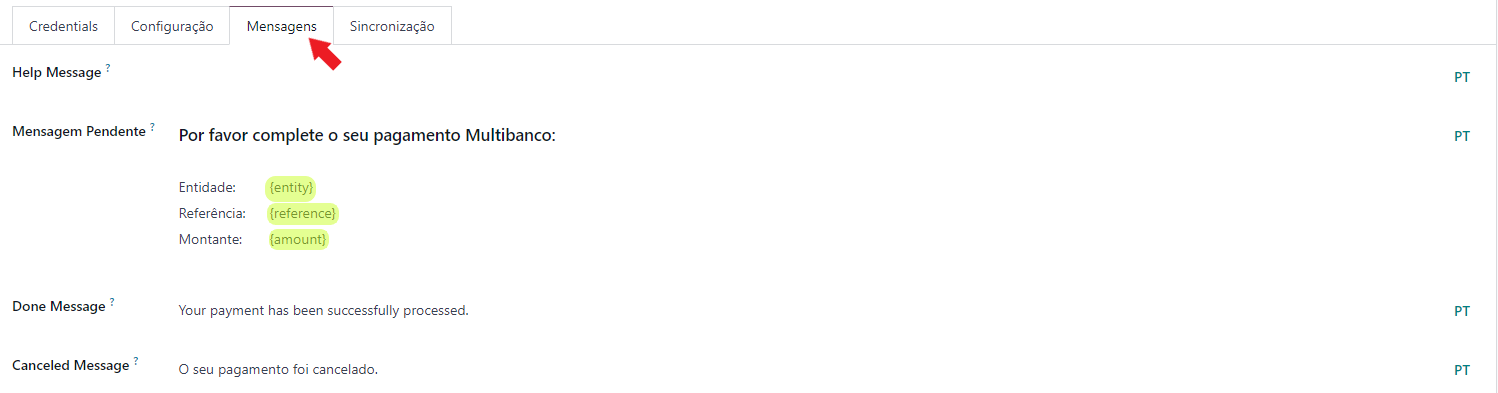 Credentials Configuração Mensagens Sincronização
Help Message ? PT
Mensagem Pendente ? Por favor complete o seu pagamento Multibanco: PT
Entidade: {entity}
Referência: {reference}
Montante: {amount}
Done Message ? Your payment has been successfully processed. PT
Canceled Message ? O seu pagamento foi cancelado. PT